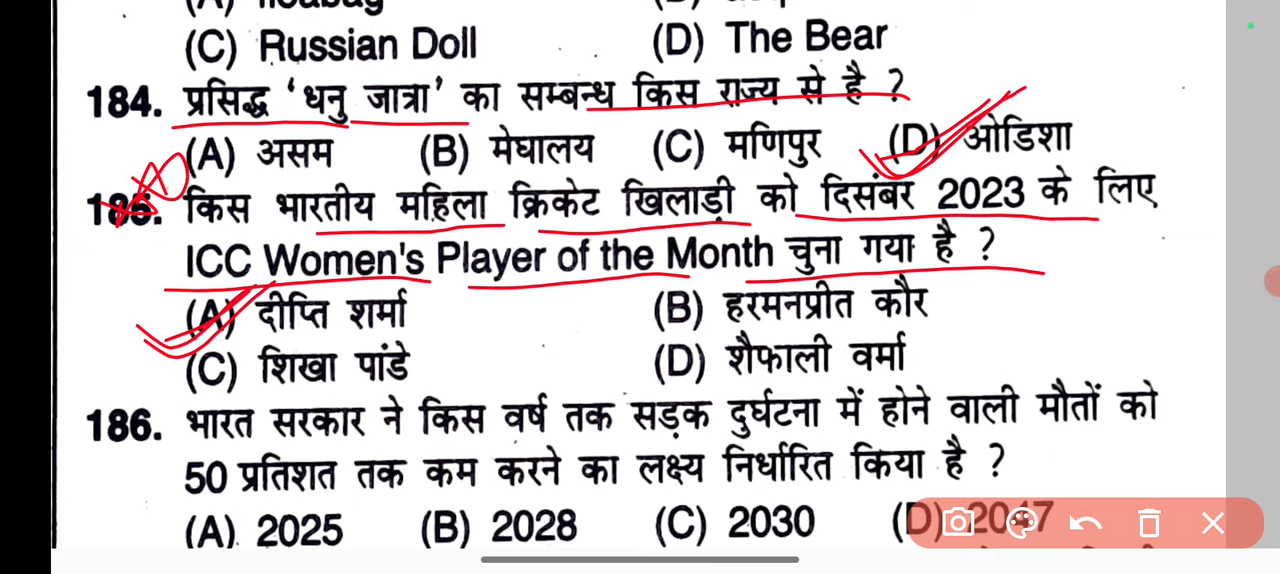 (C) Russian Doll (D) The Bear
184. प्रसिद्ध ‘धनु जात्रा’ का सम्बन्ध किस राज्य से है ?
(A) असम (B) मेघालय (C) मणिपुर (D) ओडिशा
185. किस भारतीय महिला क्रिकेट खिलाड़ी को दिसंबर 2023 के लिए
ICC Women's Player of the Month चुना गया है ?
(A) दीप्ति शर्मा (B) हरमनप्रीत कौर
(C) शिखा पांडे (D) शैफाली वर्मा
186. भारत सरकार ने किस वर्ष तक सड़क दुर्घटना में होने वाली मौतों को
50 प्रतिशत तक कम करने का लक्ष्य निर्धारित किया है ?
(A) 2025 (B) 2028 (C) 2030 (D) 2047